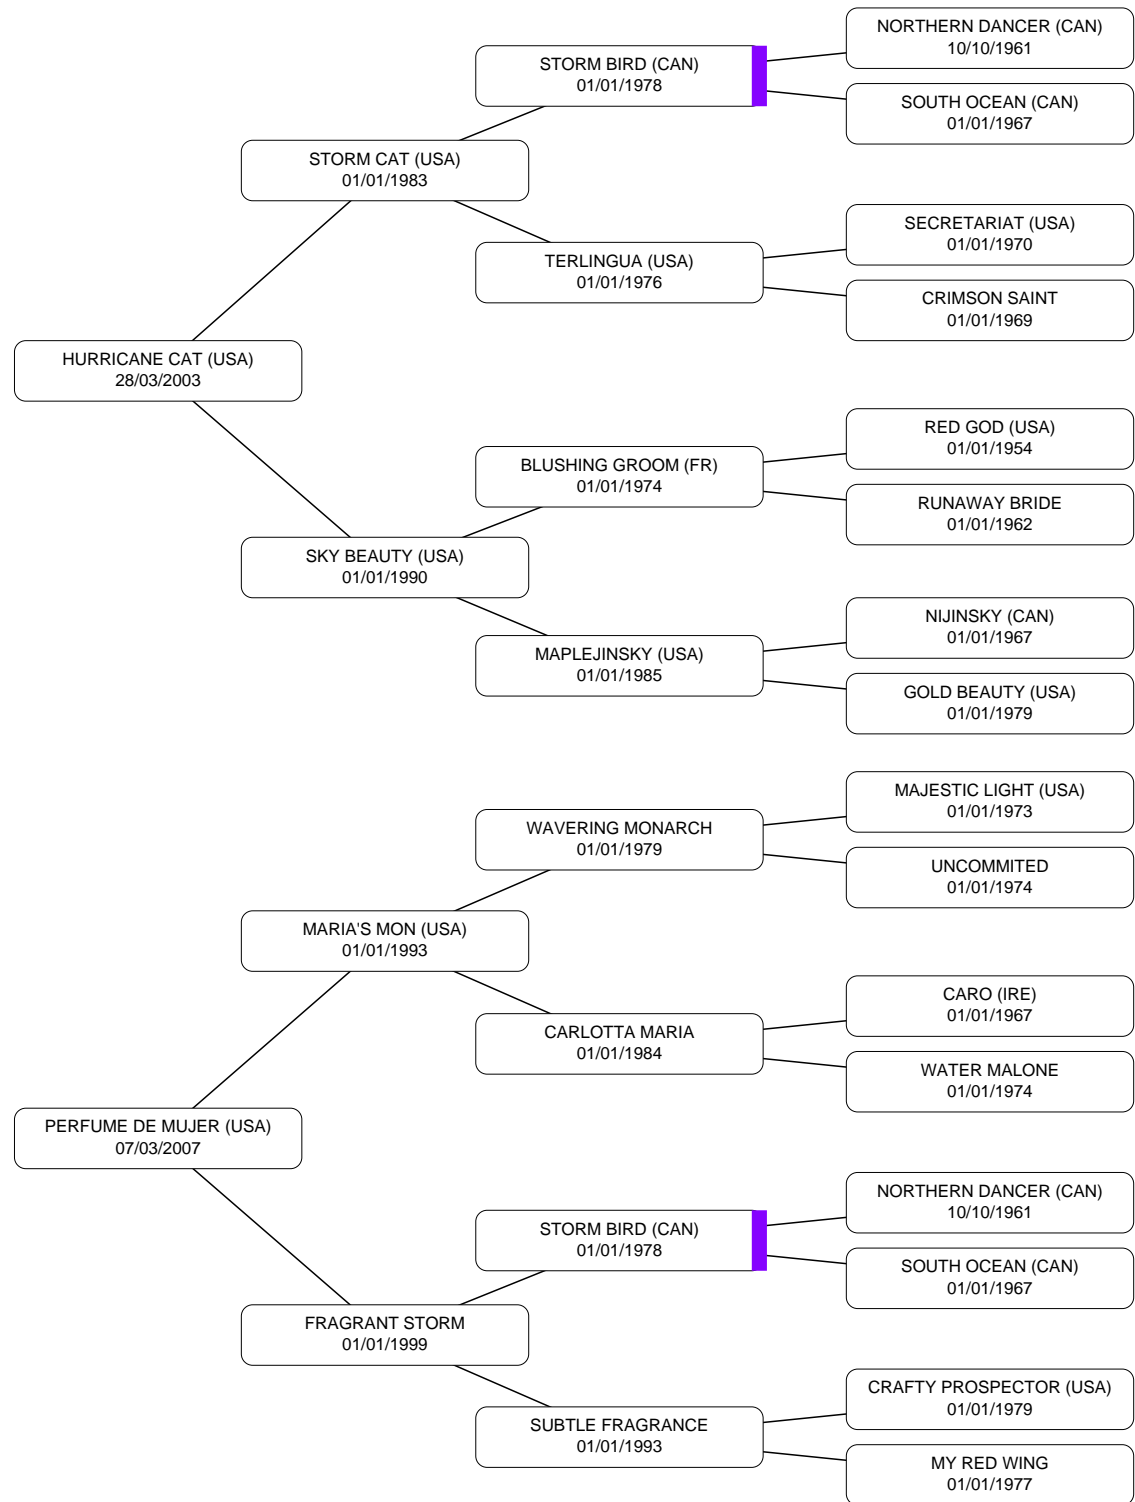 NORTHERN DANCER (CAN)
10/10/1961
STORM BIRD (CAN)
01/01/1978
SOUTH OCEAN (CAN)
01/01/1967
STORM CAT (USA)
01/01/1983
SECRETARIAT (USA)
01/01/1970
TERLINGUA (USA)
01/01/1976
CRIMSON SAINT
01/01/1969
HURRICANE CAT (USA)
28/03/2003
RED GOD (USA)
01/01/1954
BLUSHING GROOM (FR)
01/01/1974
RUNAWAY BRIDE
01/01/1962
SKY BEAUTY (USA)
01/01/1990
NIJINSKY (CAN)
01/01/1967
MAPLEJINSKY (USA)
01/01/1985
GOLD BEAUTY (USA)
01/01/1979
MAJESTIC LIGHT (USA)
01/01/1973
WAVERING MONARCH
01/01/1979
UNCOMMITED
01/01/1974
MARIA'S MON (USA)
01/01/1993
CARO (IRE)
01/01/1967
CARLOTTA MARIA
01/01/1984
WATER MALONE
01/01/1974
PERFUME DE MUJER (USA)
07/03/2007
NORTHERN DANCER (CAN)
10/10/1961
STORM BIRD (CAN)
01/01/1978
SOUTH OCEAN (CAN)
01/01/1967
FRAGRANT STORM
01/01/1999
CRAFTY PROSPECTOR (USA)
01/01/1979
SUBTLE FRAGRANCE
01/01/1993
MY RED WING
01/01/1977